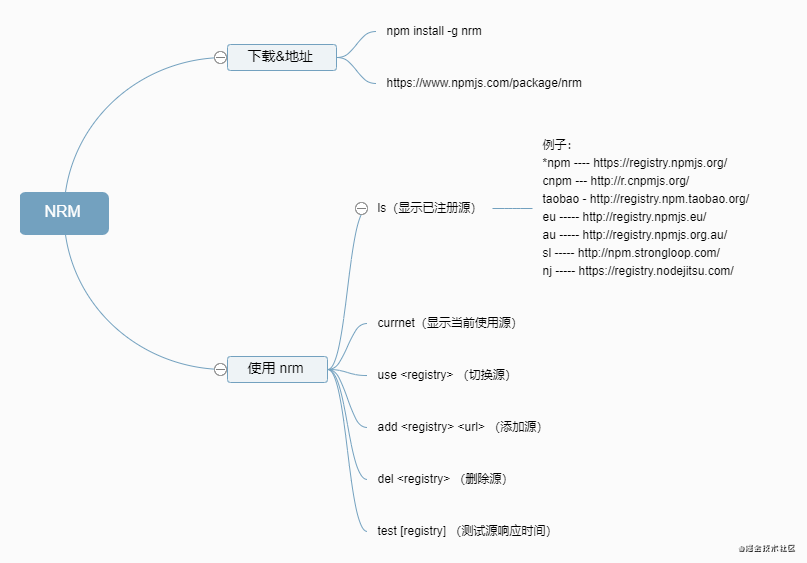 NRM
下载&地址
npm install -g nrm
https://www.npmjs.com/package/nrm
使用 nrm
ls（显示已注册源）
例子：
*npm ---- https://registry.npmjs.org/
cnpm --- http://r.cnpmjs.org/
taobao - http://registry.npm.taobao.org/
eu ----- http://registry.npmjs.eu/
au ----- http://registry.npmjs.org.au/
sl ----- http://npm.strongloop.com/
nj ----- https://registry.nodejitsu.com/
currnet（显示当前使用源）
use <registry> （切换源）
add <registry> <url> （添加源）
del <registry> （删除源）
test [registry] （测试源响应时间）
@掘金技术社区